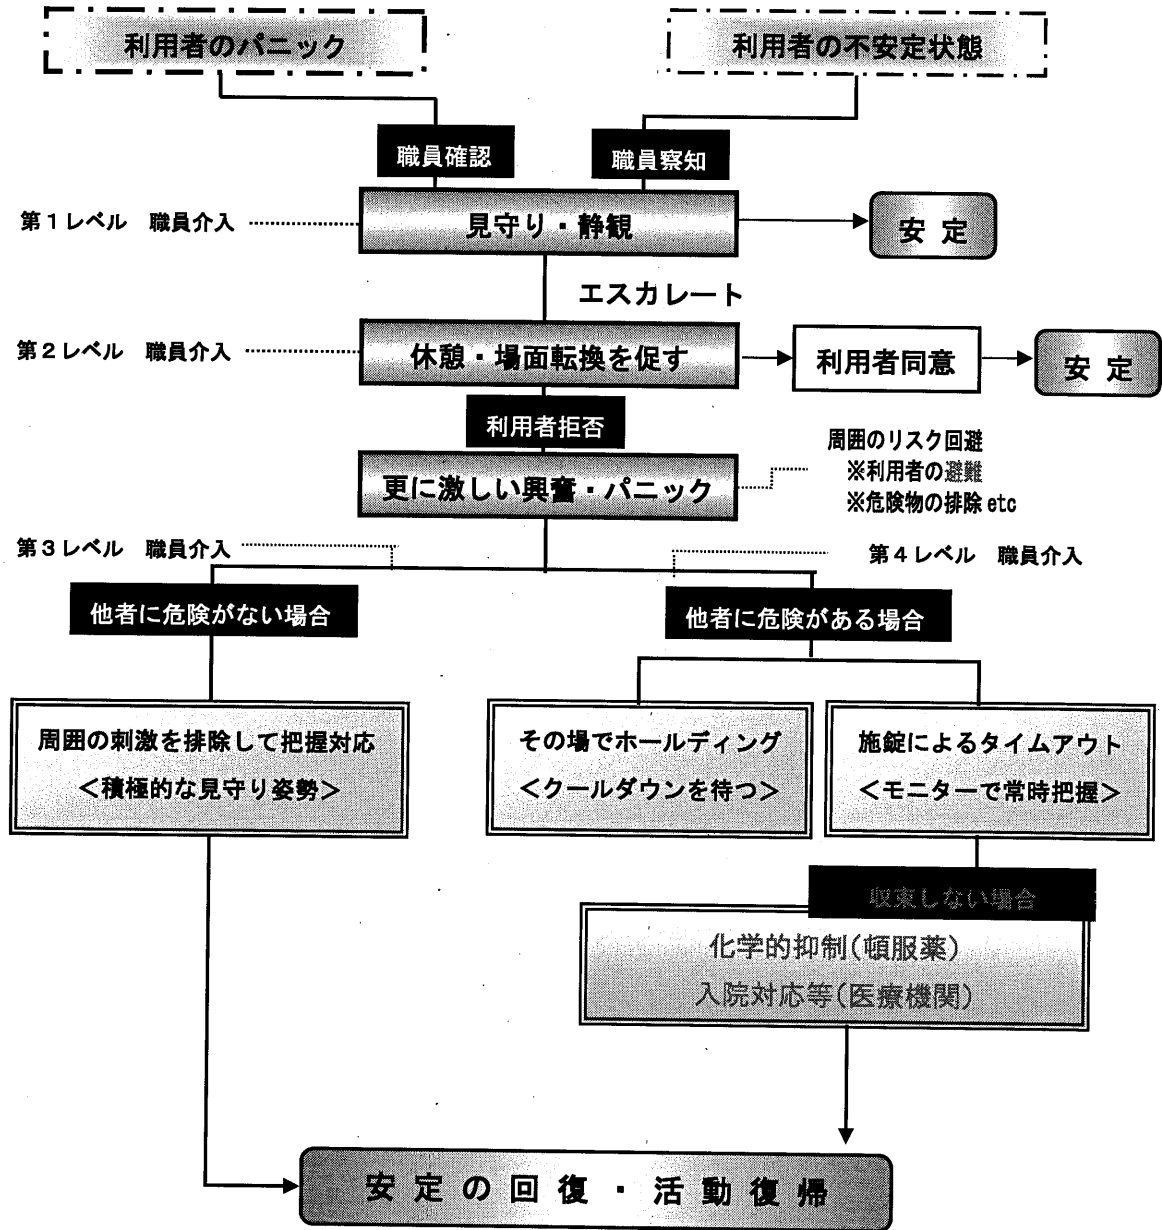 利用者のパニック
利用者の不安定状態
職員確認
職員察知
第1レベル 職員介入
見守り・静観
安 定
エスカレート
第2レベル 職員介入
休憩・場面転換を促す
利用者同意
安 定
利用者拒否
更に激しい興奮・パニック
周囲のリスク回避
※利用者の避難
※危険物の排除 etc
第3レベル 職員介入
第4レベル 職員介入
他者に危険がない場合
他者に危険がある場合
周囲の刺激を排除して把握対応
＜積極的な見守り姿勢＞
その場でホールディング
＜クールダウンを待つ＞
施錠によるタイムアウト
＜モニターで常時把握＞
収束しない場合
化学的抑制(頓服薬)
入院対応等(医療機関)
安 定 の 回 復 ・ 活 動 復 帰